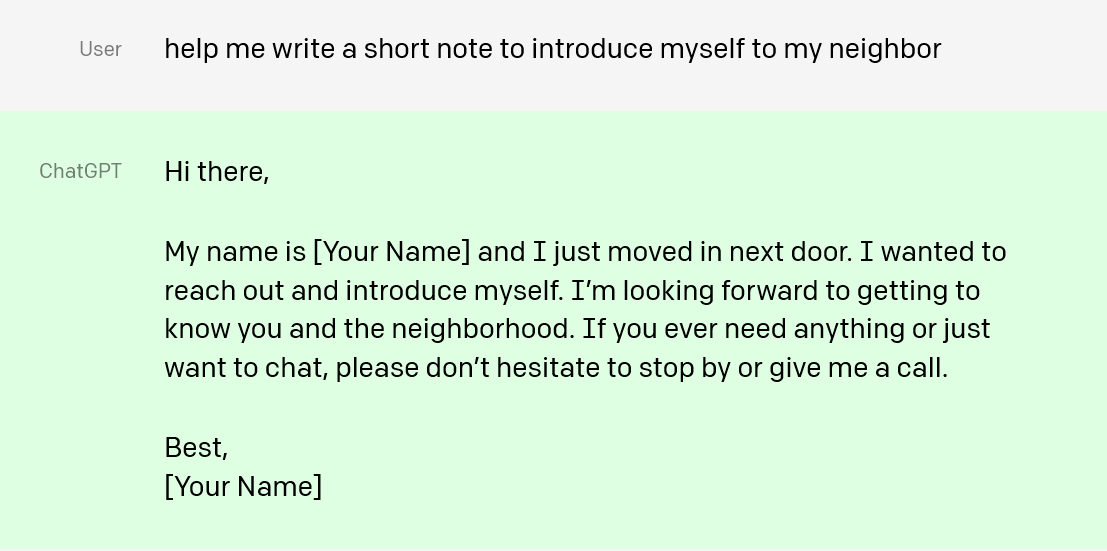 User
help me write a short note to introduce myself to my neighbor
ChatGPT
Hi there,
My name is [Your Name] and I just moved in next door. I wanted to
reach out and introduce myself. I’m looking forward to getting to
know you and the neighborhood. If you ever need anything or just
want to chat, please don’t hesitate to stop by or give me a call.
Best,
[Your Name]